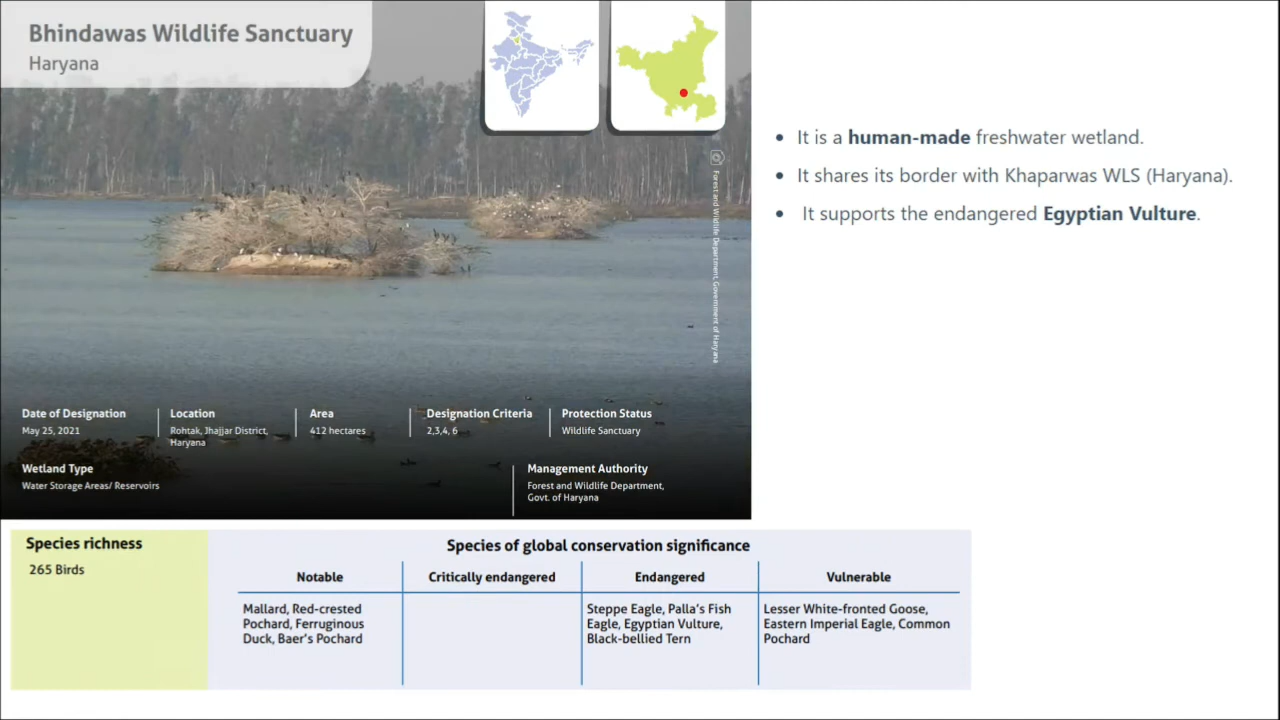 Bhindawas Wildlife Sanctuary
Haryana
Forest and Wildlife Department, Government of Haryana
Date of Designation
May 25, 2021
Location
Rohtak, Jhajjar District,
Haryana
Area
412 hectares
Designation Criteria
2,3,4, 6
Protection Status
Wildlife Sanctuary
Wetland Type
Water Storage Areas/ Reservoirs
Management Authority
Forest and Wildlife Department,
Govt. of Haryana
• It is a human-made freshwater wetland.
• It shares its border with Khaparwas WLS (Haryana).
• It supports the endangered Egyptian Vulture.
Species richness
265 Birds
Species of global conservation significance
Notable
Critically endangered
Endangered
Vulnerable
Mallard, Red-crested
Pochard, Ferruginous
Duck, Baer's Pochard
Steppe Eagle, Palla's Fish
Eagle, Egyptian Vulture,
Black-bellied Tern
Lesser White-fronted Goose,
Eastern Imperial Eagle, Common
Pochard